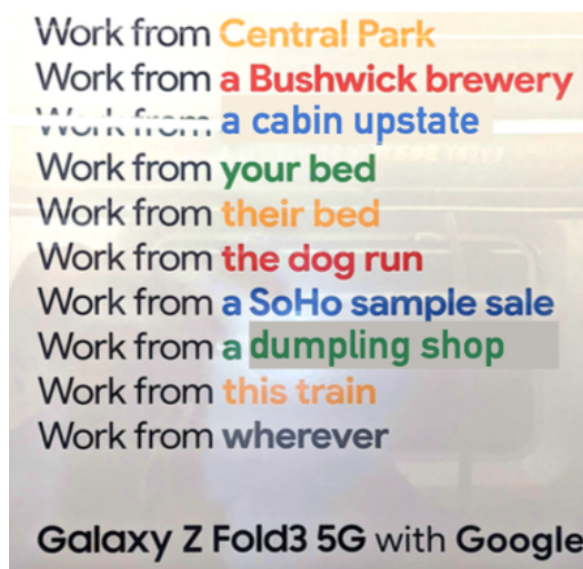 Work from Central Park
Work from a Bushwick brewery
Work from a cabin upstate
Work from your bed
Work from their bed
Work from the dog run
Work from a SoHo sample sale
Work from a dumpling shop
Work from this train
Work from wherever
Galaxy Z Fold3 5G with Google